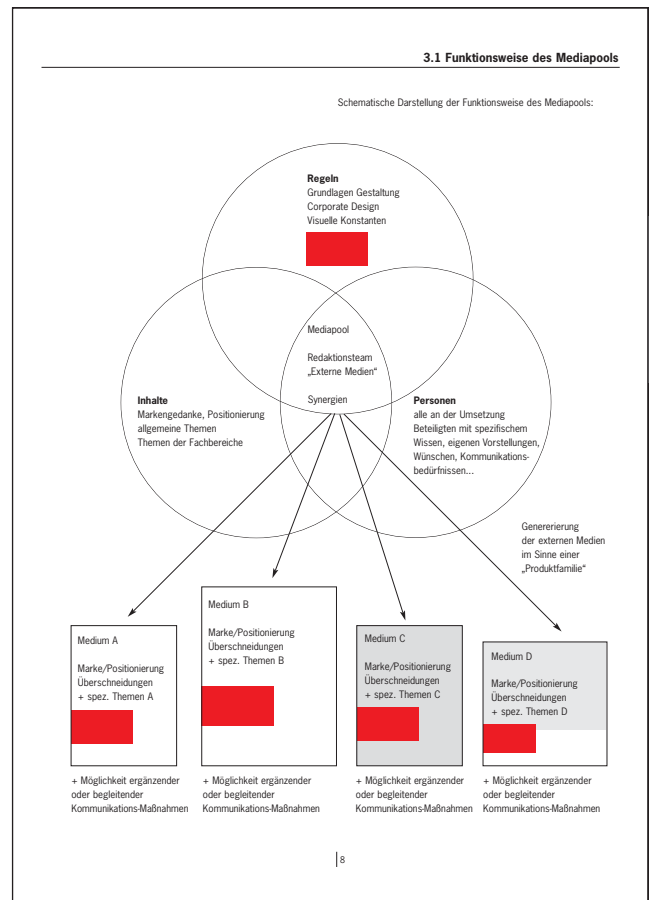 3.1 Funktionsweise des Mediapools
Schematische Darstellung der Funktionsweise des Mediapools:
Regeln
Grundlagen Gestaltung
Corporate Design
Visuelle Konstanten
Mediapool
Redaktionsteam
„Externe Medien“
Synergien
Inhalte
Markengedanke, Positionierung
allgemeine Themen
Themen der Fachbereiche
Personen
alle an der Umsetzung
Beteiligten mit spezifischem
Wissen, eigenen Vorstellungen,
Wünschen, Kommunikations-
bedürfnissen...
Genererierung
der externen Medien
im Sinne einer
„Produktfamilie“
Medium A
Marke/Positionierung
Überschneidungen
+ spez. Themen A
Medium B
Marke/Positionierung
Überschneidungen
+ spez. Themen B
Medium C
Marke/Positionierung
Überschneidungen
+ spez. Themen C
Medium D
Marke/Positionierung
Überschneidungen
+ spez. Themen D
+ Möglichkeit ergänzender
oder begleitender
Kommunikations-Maßnahmen
+ Möglichkeit ergänzender
oder begleitender
Kommunikations-Maßnahmen
+ Möglichkeit ergänzender
oder begleitender
Kommunikations-Maßnahmen
+ Möglichkeit ergänzender
oder begleitender
Kommunikations-Maßnahmen
8